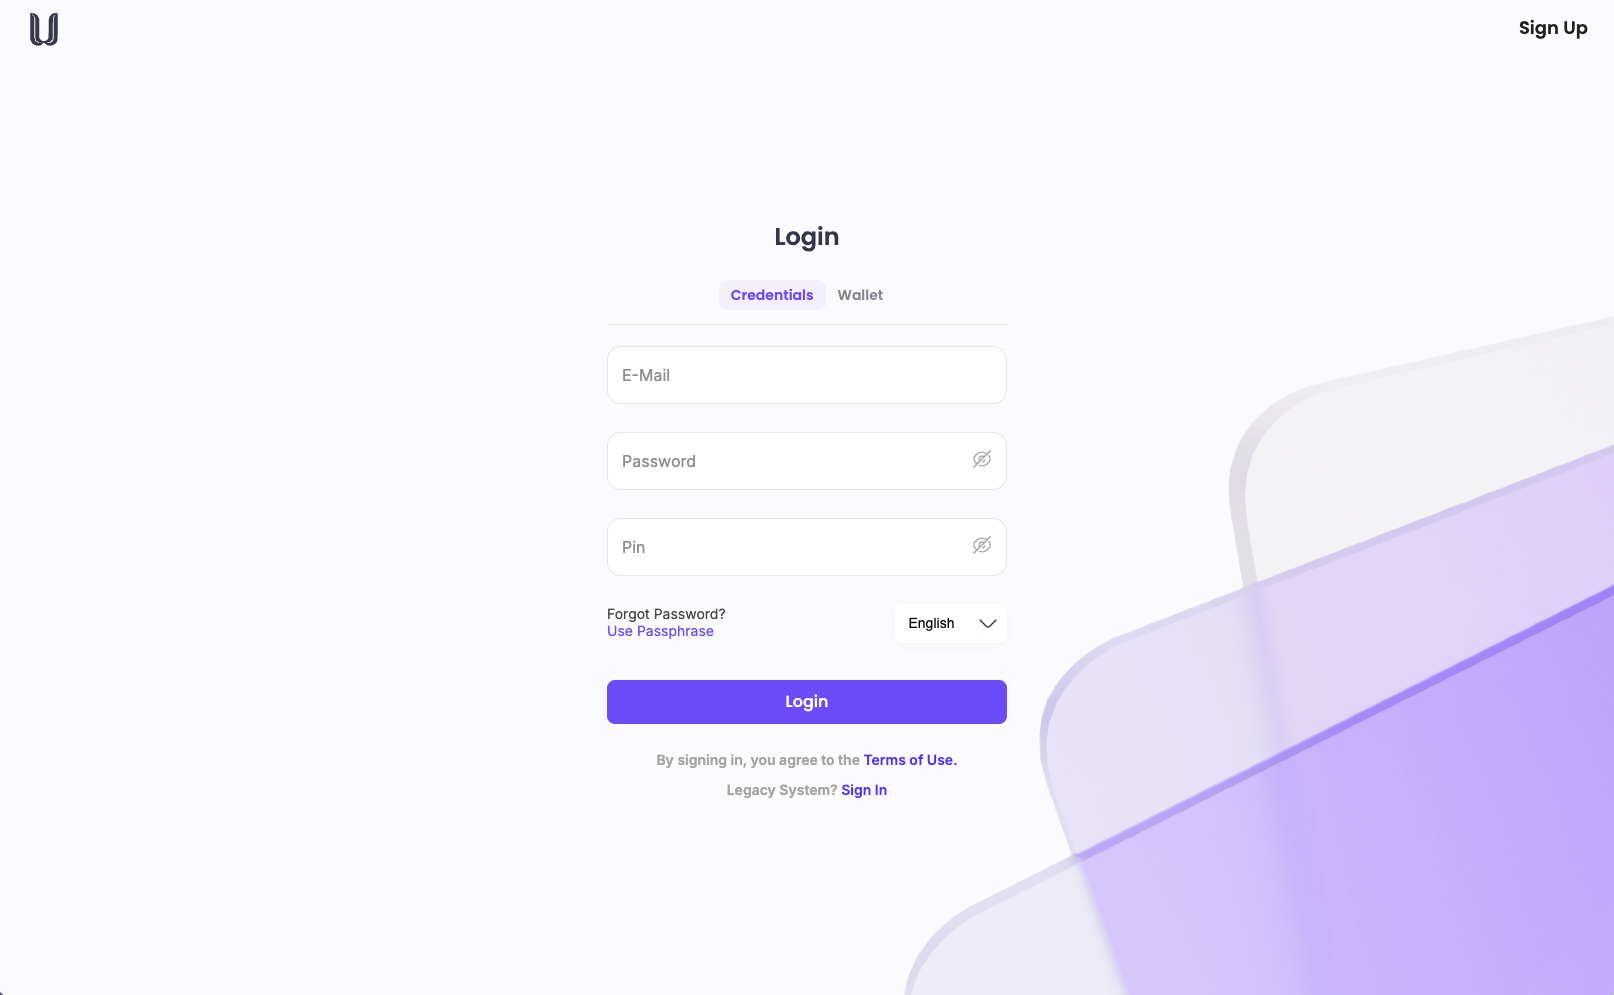 Sign Up
Login
Credentials Wallet
E-Mail
Password
Pin
Forgot Password?
Use Passphrase
English
Login
By signing in, you agree to the Terms of Use.
Legacy System? Sign In